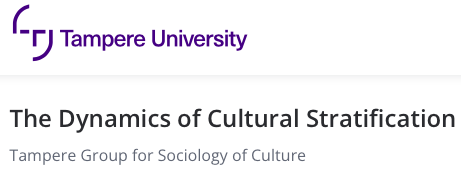 Tampere University
The Dynamics of Cultural Stratification
Tampere Group for Sociology of Culture